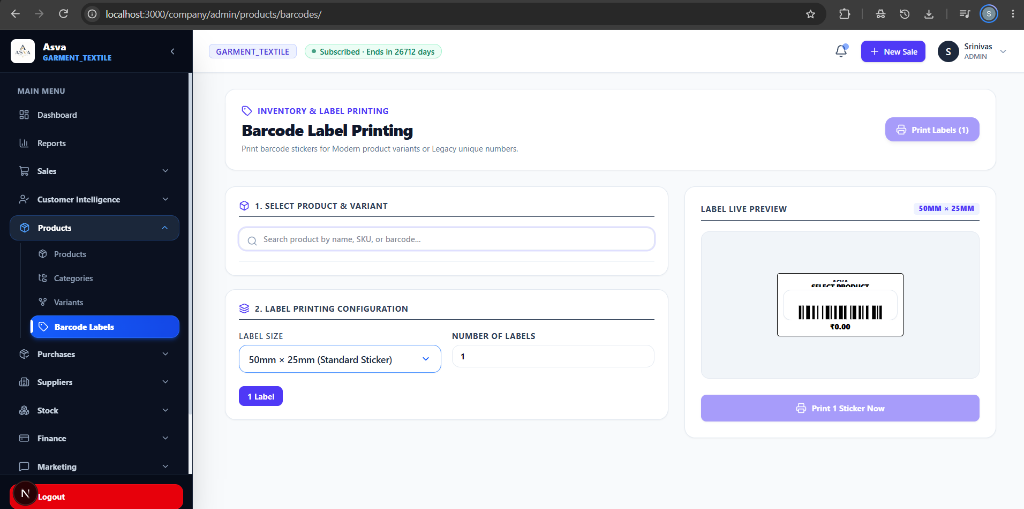 localhost:3000/company/admin/products/barcodes/
S
ASVA
Asva
GARMENT_TEXTILE
MAIN MENU
Dashboard
Reports
Sales
Customer Intelligence
Products
Products
Categories
Variants
Barcode Labels
Purchases
Suppliers
Stock
Finance
Marketing
N
Logout
GARMENT_TEXTILE
Subscribed · Ends in 26712 days
+ New Sale
S
Srinivas
ADMIN
INVENTORY & LABEL PRINTING
Barcode Label Printing
Print barcode stickers for Modern product variants or Legacy unique numbers.
Print Labels (1)
1. SELECT PRODUCT & VARIANT
Search product by name, SKU, or barcode...
2. LABEL PRINTING CONFIGURATION
LABEL SIZE
50mm × 25mm (Standard Sticker)
NUMBER OF LABELS
1
1 Label
LABEL LIVE PREVIEW
50MM × 25MM
ASVA
SELECT PRODUCT
₹0.00
Print 1 Sticker Now